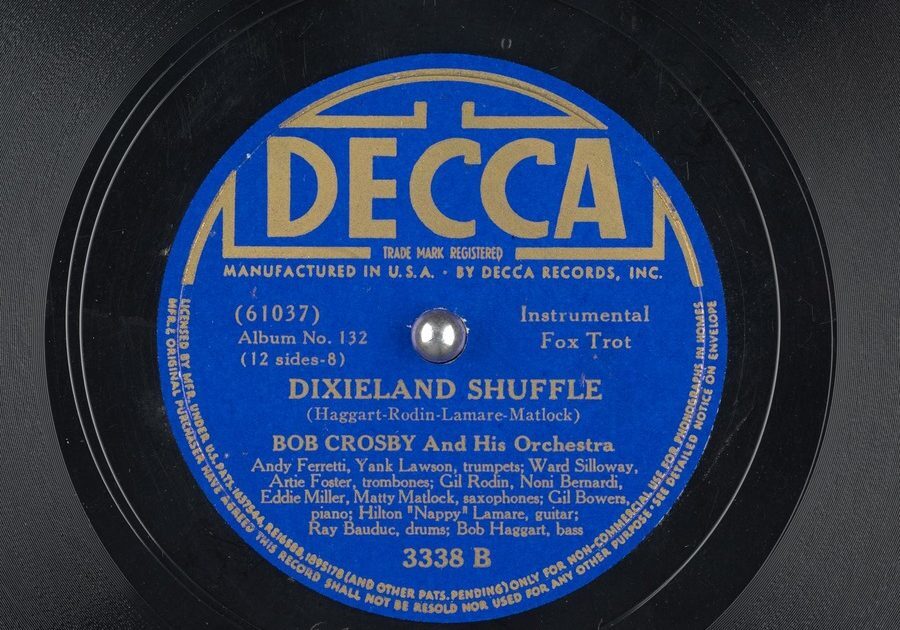 DECCA
TRADE MARK REGISTERED
MANUFACTURED IN U.S.A. · BY DECCA RECORDS, INC.
(61037)
Album No. 132
(12 sides-8)
Instrumental
Fox Trot
DIXIELAND SHUFFLE
(Haggart-Rodin-Lamare-Matlock)
BOB CROSBY And His Orchestra
Andy Ferretti, Yank Lawson, trumpets; Ward Silloway,
Artie Foster, trombones; Gil Rodin, Noni Bernardi,
Eddie Miller, Matty Matlock, saxophones; Gil Bowers,
piano; Hilton "Nappy" Lamare, guitar;
Ray Bauduc, drums; Bob Haggart, bass
3338 B
LICENSED BY MFR. UNDER U.S. PATS. 1637544, RE16588, 1895178 (AND OTHER PATS. PENDING) ONLY FOR NON-COMMERCIAL USE FOR PHONOGRAPHS IN HOMES
MFR. & ORIGINAL PURCHASER HAVE AGREED THIS RECORD SHALL NOT BE RESOLD NOR USED FOR ANY OTHER PURPOSE · SEE DETAILED NOTICE ON ENVELOPE